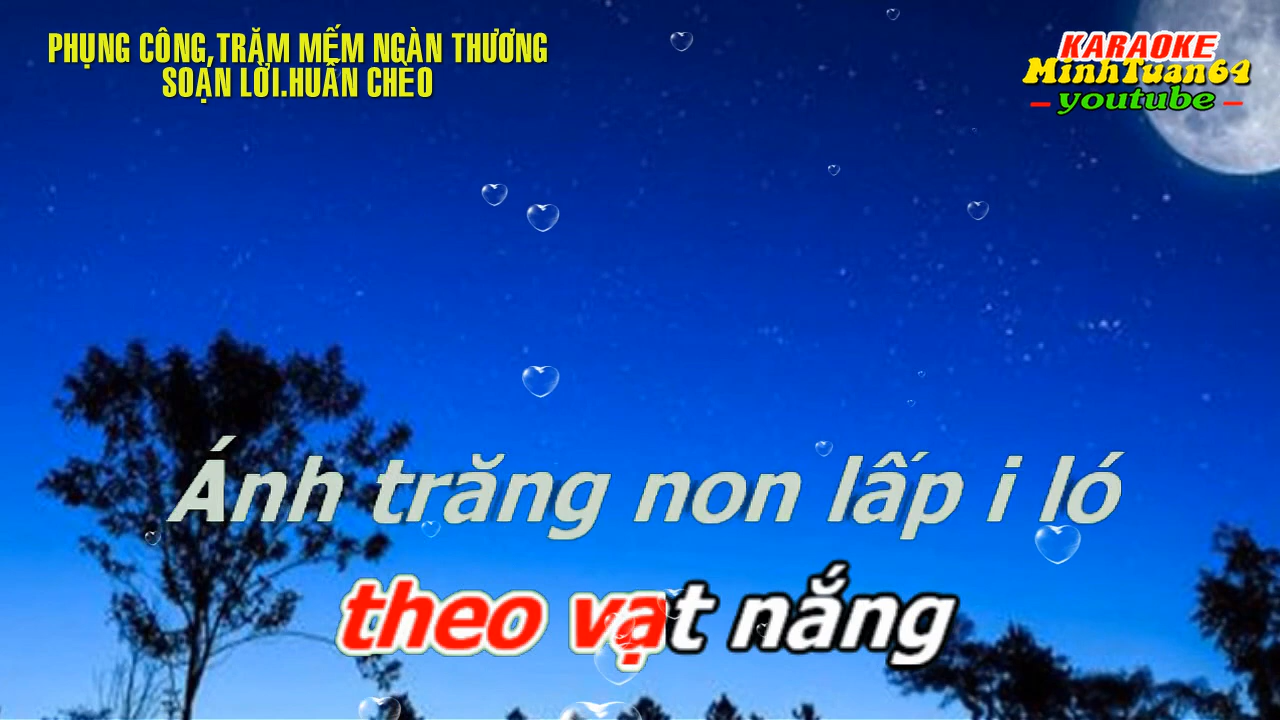 PHỤNG CÔNG,TRĂM MẾM NGÀN THƯƠNG
SOẠN LỜI.HUẤN CHÈO
KARAOKE
MinhTuan64
– youtube –
Ánh trăng non lấp i ló
theo vạt nắng